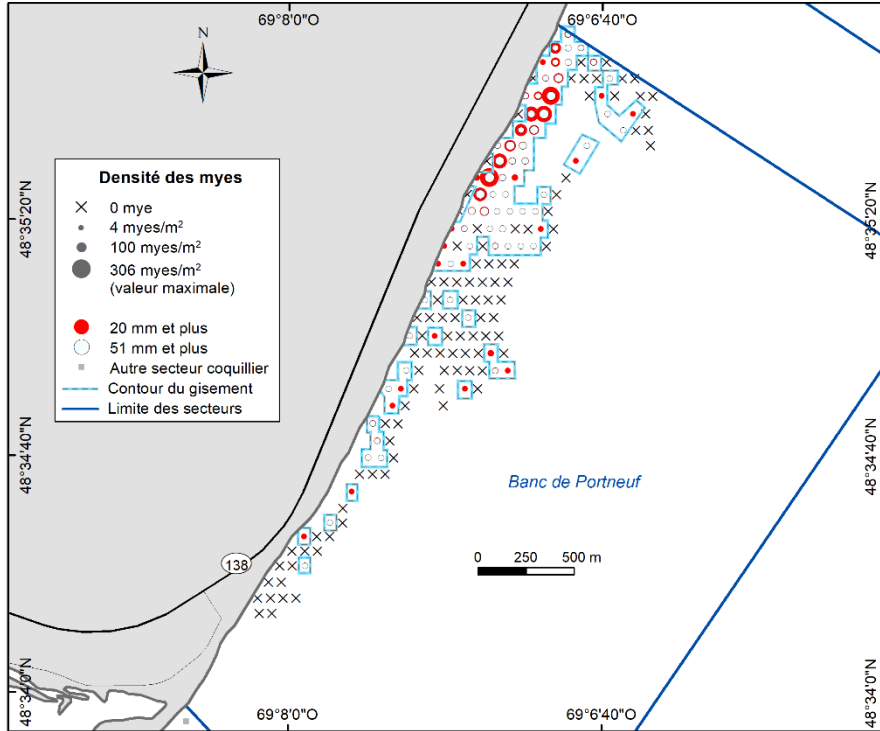 69°8'0"O
69°6'40"O
48°35'20"N
48°35'20"N
Densité des myes
0 mye
4 myes/m²
100 myes/m²
306 myes/m²
(valeur maximale)
20 mm et plus
51 mm et plus
Autre secteur coquillier
Contour du gisement
Limite des secteurs
48°34'40"N
48°34'40"N
Banc de Portneuf
0 250 500 m
138
48°34'0"N
48°34'0"N
69°8'0"O
69°6'40"O